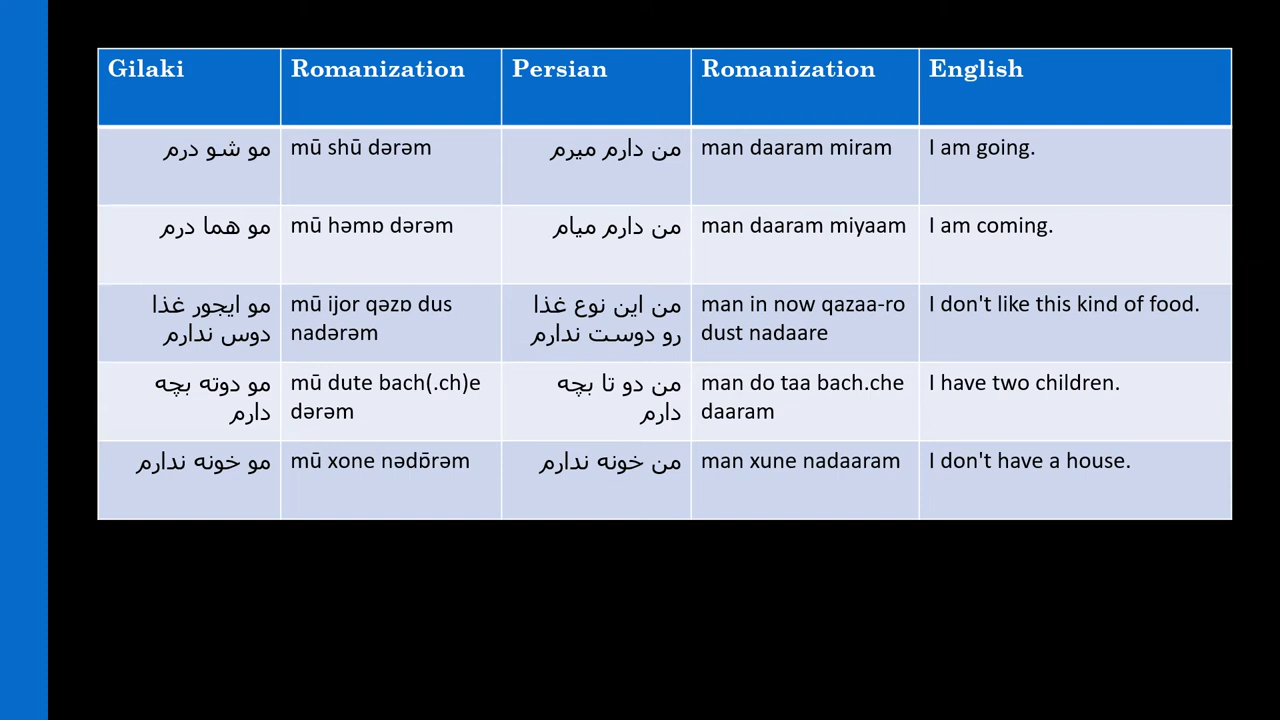 Gilaki Romanization Persian Romanization English
مو شو درم mū shū dərəm من دارم میرم man daaram miram I am going.
مو هما درم mū həmɒ dərəm من دارم میام man daaram miyaam I am coming.
مو ایجور غذا mū ijor qəzɒ dus من این نوع غذا man in now qazaa-ro I don't like this kind of food.
دوس ندارم nadərəm رو دوست ندارم dust nadaare
مو دوته بچه mū dute bach(.ch)e من دو تا بچه man do taa bach.che I have two children.
دارم dərəm دارم daaram
مو خونه ندارم mū xone nədɒ̄rəm من خونه ندارم man xune nadaaram I don't have a house.